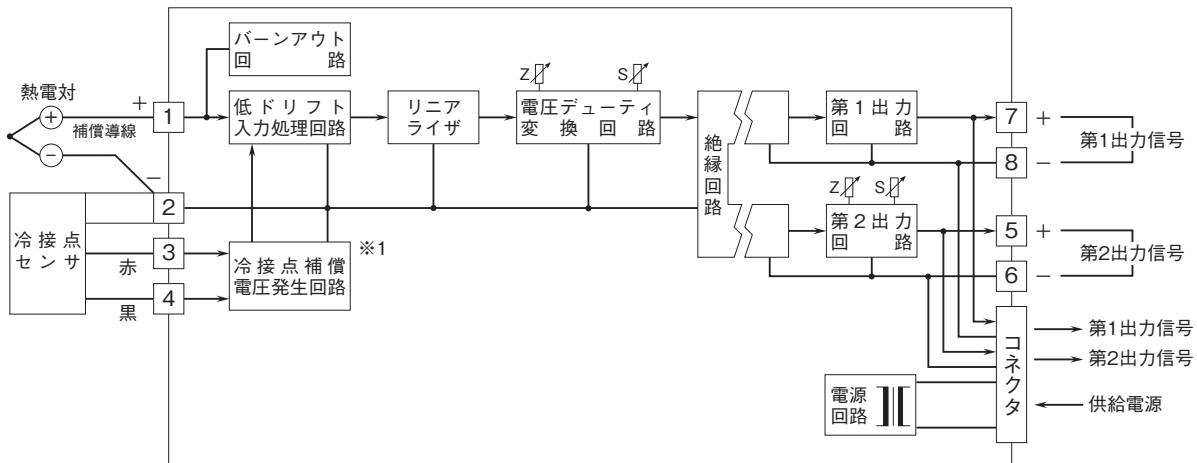 バーンアウト
回路
熱電対
+
1
+
補償導線
−
−
低ドリフト
入力処理回路
リニア
ライザ
Z
S
電圧デューティ
変換回路
絶縁回路
第1出力
回路
7
+
8
−
第1出力信号
Z
S
第2出力
回路
5
+
6
−
第2出力信号
2
冷接点
センサ
赤
3
黒
4
冷接点補償
電圧発生回路
※1
コネクタ
第1出力信号
第2出力信号
供給電源
電源
回路